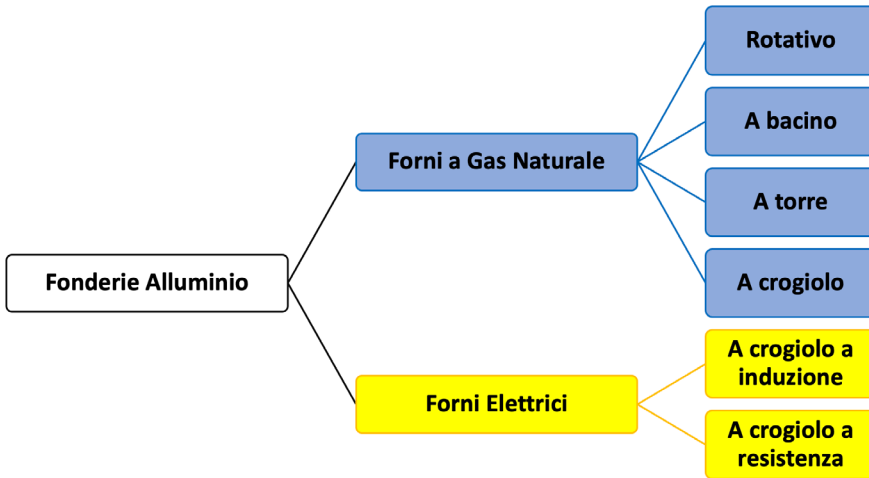 Rotativo
A bacino
Forni a Gas Naturale
A torre
Fonderie Alluminio
A crogiolo
A crogiolo a
induzione
Forni Elettrici
A crogiolo a
resistenza